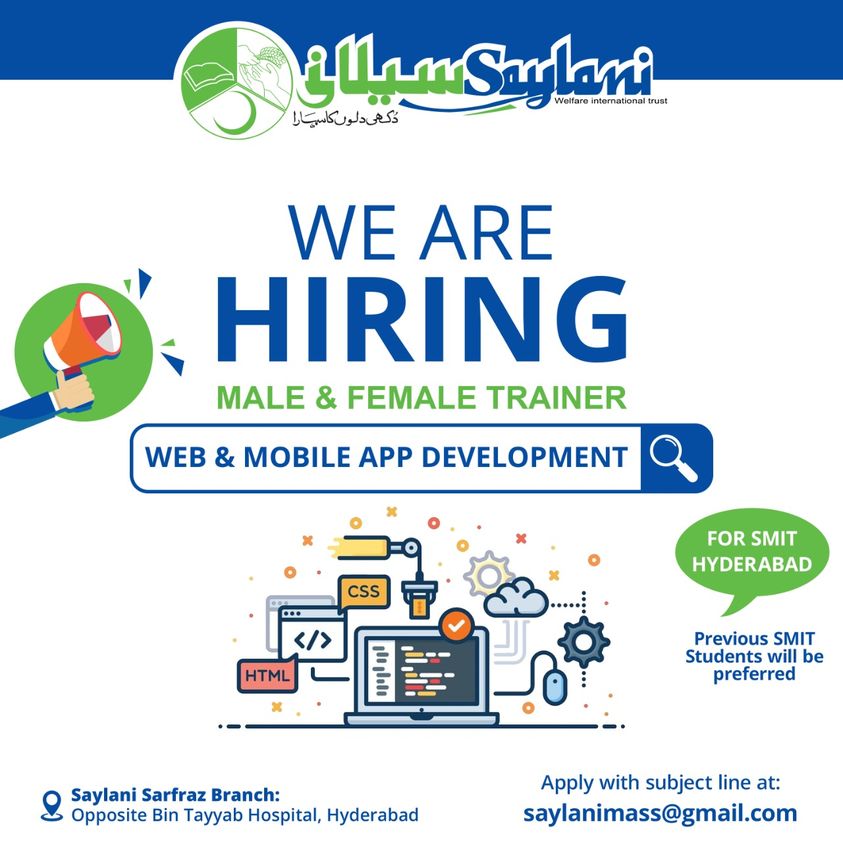 سیلانی Saylani
Welfare international trust
دُکھی دلوں کا سہارا
WE ARE
HIRING
MALE & FEMALE TRAINER
WEB & MOBILE APP DEVELOPMENT
FOR SMIT
HYDERABAD
Previous SMIT
Students will be
preferred
CSS
</>
HTML
Saylani Sarfraz Branch:
Opposite Bin Tayyab Hospital, Hyderabad
Apply with subject line at:
saylanimass@gmail.com